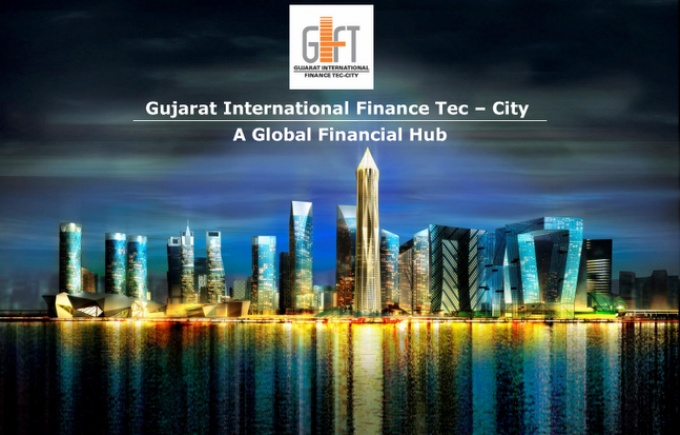 GIFT
GUJARAT INTERNATIONAL
FINANCE TEC-CITY
Gujarat International Finance Tec – City
A Global Financial Hub